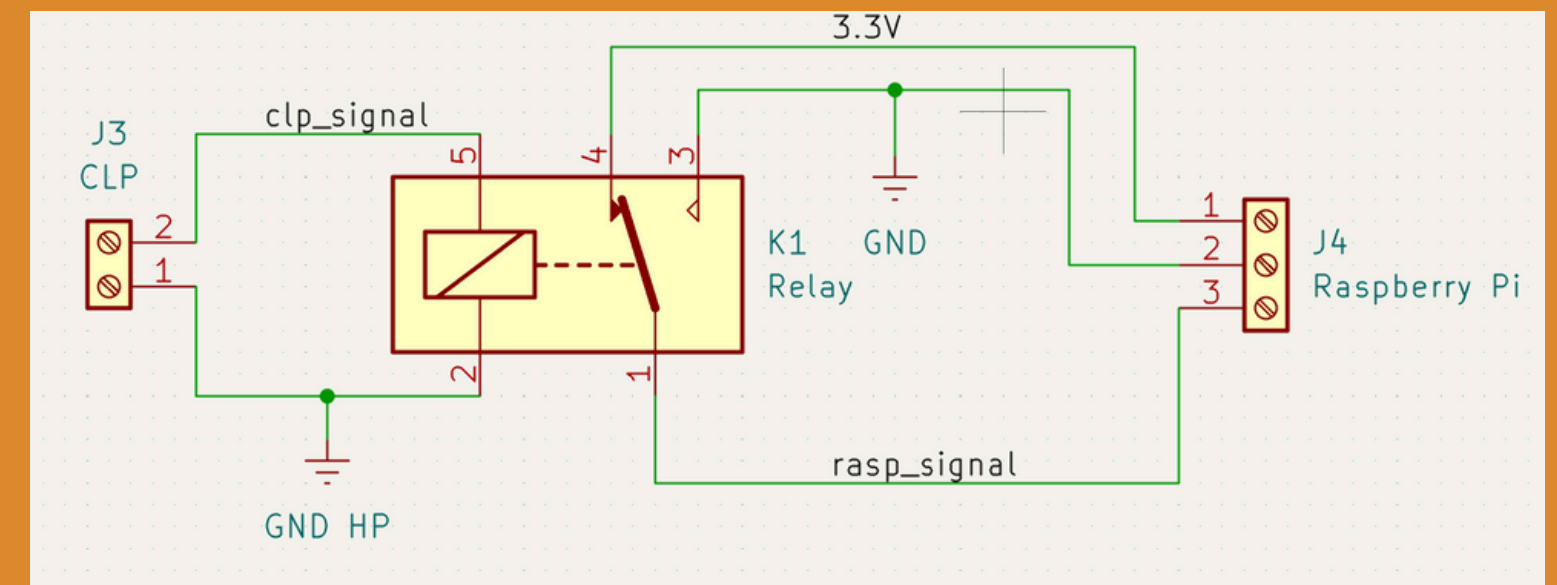 3.3V
clp_signal
J3
CLP
5
4
3
2
1
K1
Relay
GND
1
2
3
J4
Raspberry Pi
2
1
rasp_signal
GND HP